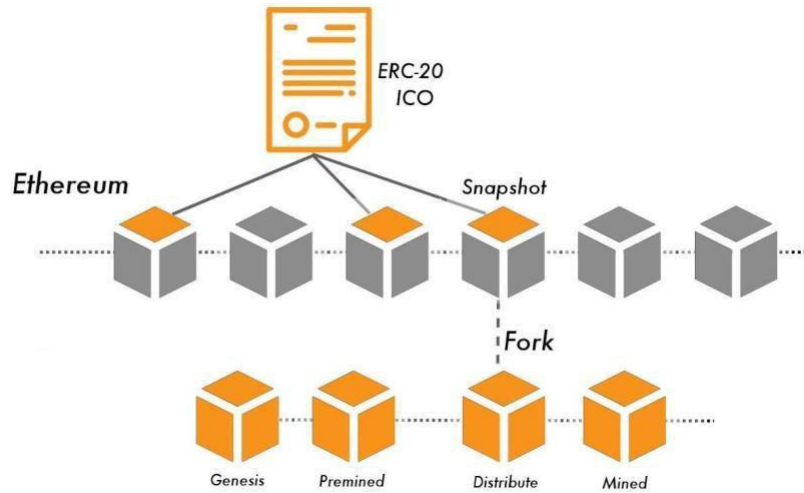 ERC-20
ICO
Ethereum
Snapshot
Fork
Genesis
Premined
Distribute
Mined